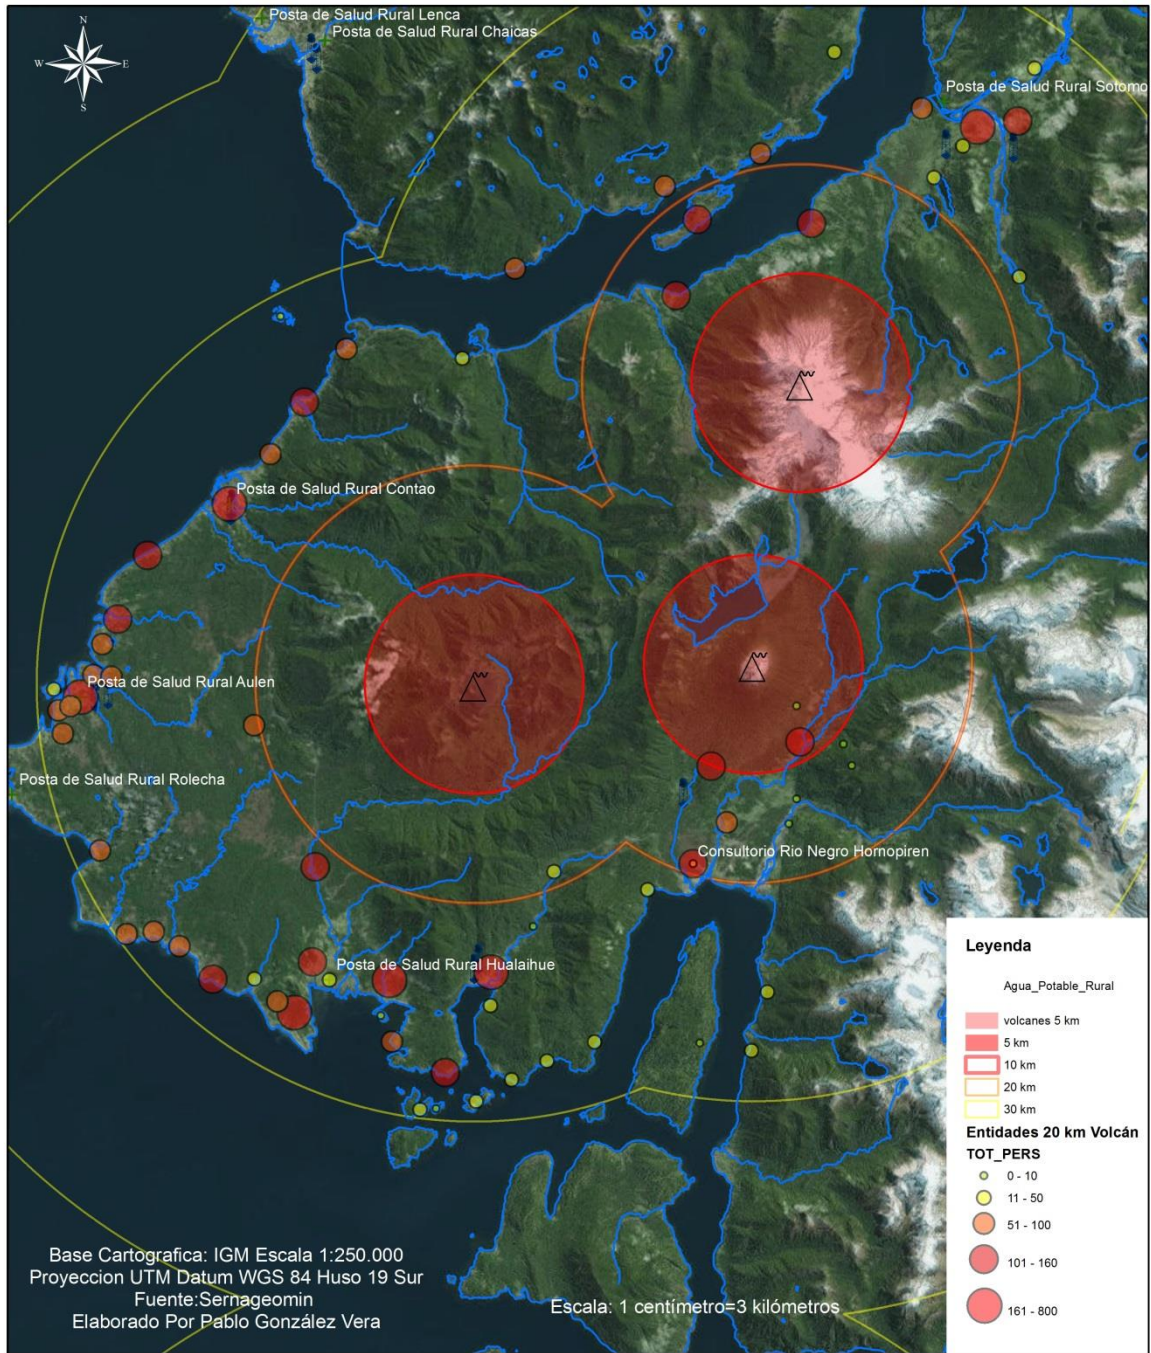 Posta de Salud Rural Lenca
Posta de Salud Rural Chaicas
N
W E
S
Posta de Salud Rural Sotomo
Posta de Salud Rural Contao
Posta de Salud Rural Aulen
Posta de Salud Rural Rolecha
Consultorio Rio Negro Hornopiren
Posta de Salud Rural Hualaihue
Leyenda
Agua_Potable_Rural
volcanes 5 km
5 km
10 km
20 km
30 km
Entidades 20 km Volcán
TOT_PERS
0 - 10
11 - 50
51 - 100
101 - 160
161 - 800
Base Cartografica: IGM Escala 1:250.000
Proyeccion UTM Datum WGS 84 Huso 19 Sur
Fuente:Sernageomin
Elaborado Por Pablo González Vera
Escala: 1 centímetro=3 kilómetros